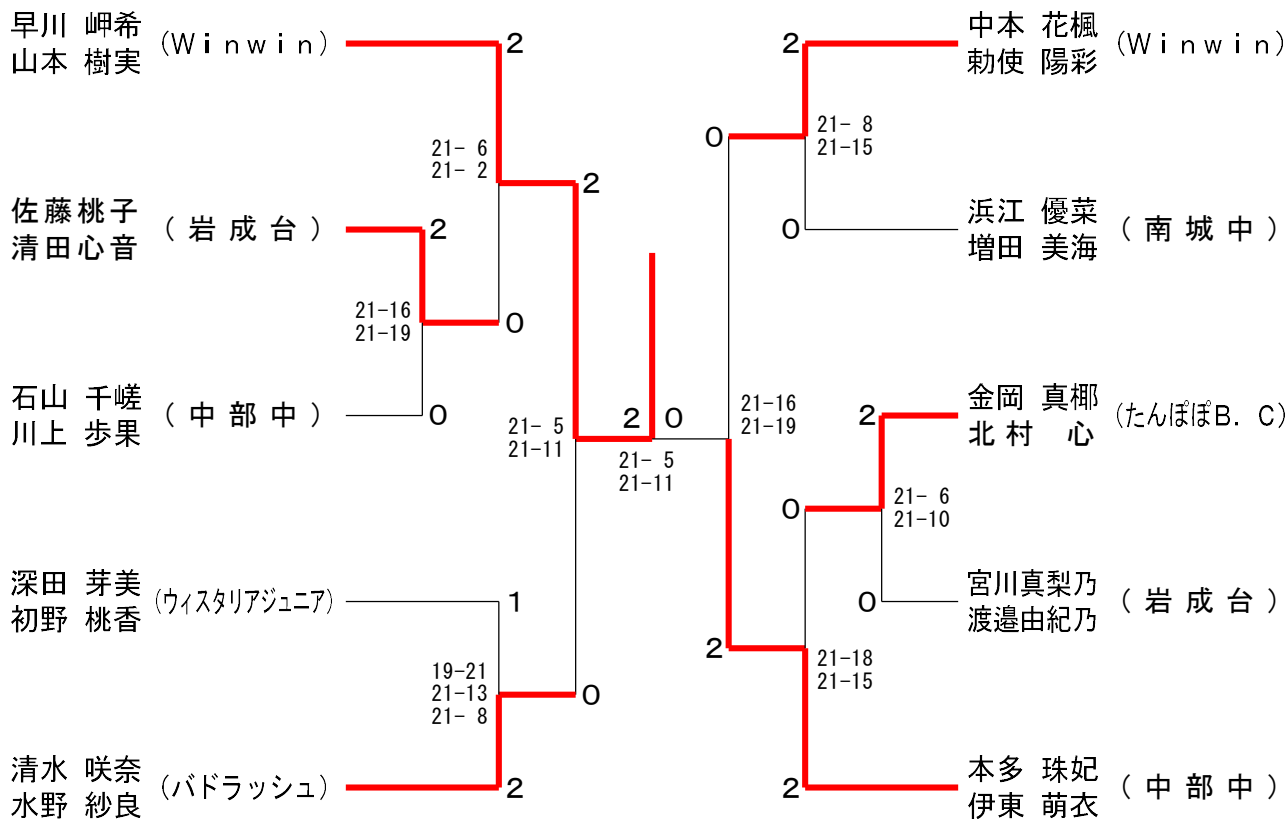 早川 岬希
山本 樹実
(Ｗｉｎｗｉｎ)
2
21- 6
21- 2
2
佐藤桃子
清田心音
(岩成台)
2
21-16
21-19
0
石山 千嵯
川上 歩果
(中部中)
0
21- 5
21-11
深田 芽美
初野 桃香
(ウィスタリアジュニア)
1
19-21
21-13
21- 8
0
清水 咲奈
水野 紗良
(バドラッシュ)
2
2 0
21- 5
21-11
2
中本 花楓
勅使 陽彩
(Ｗｉｎｗｉｎ)
0
21- 8
21-15
0
浜江 優菜
増田 美海
(南城中)
21-16
21-19
2
金岡 真椰
北村 心
(たんぽぽB. C)
0
21- 6
21-10
0
宮川真梨乃
渡邉由紀乃
(岩成台)
2
21-18
21-15
2
本多 珠妃
伊東 萌衣
(中部中)